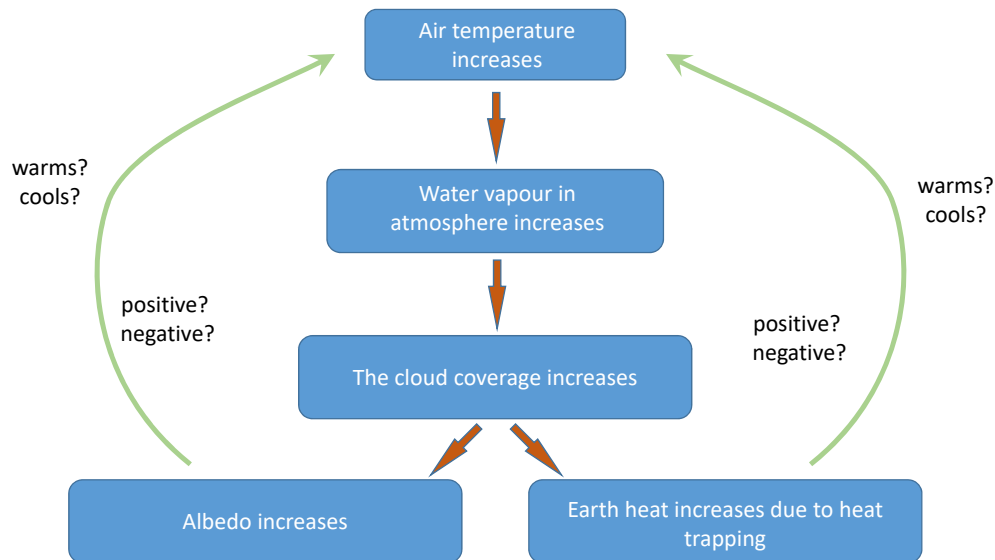 Air temperature
increases
warms?
cools?
warms?
cools?
Water vapour in
atmosphere increases
positive?
negative?
positive?
negative?
The cloud coverage increases
Albedo increases
Earth heat increases due to heat
trapping